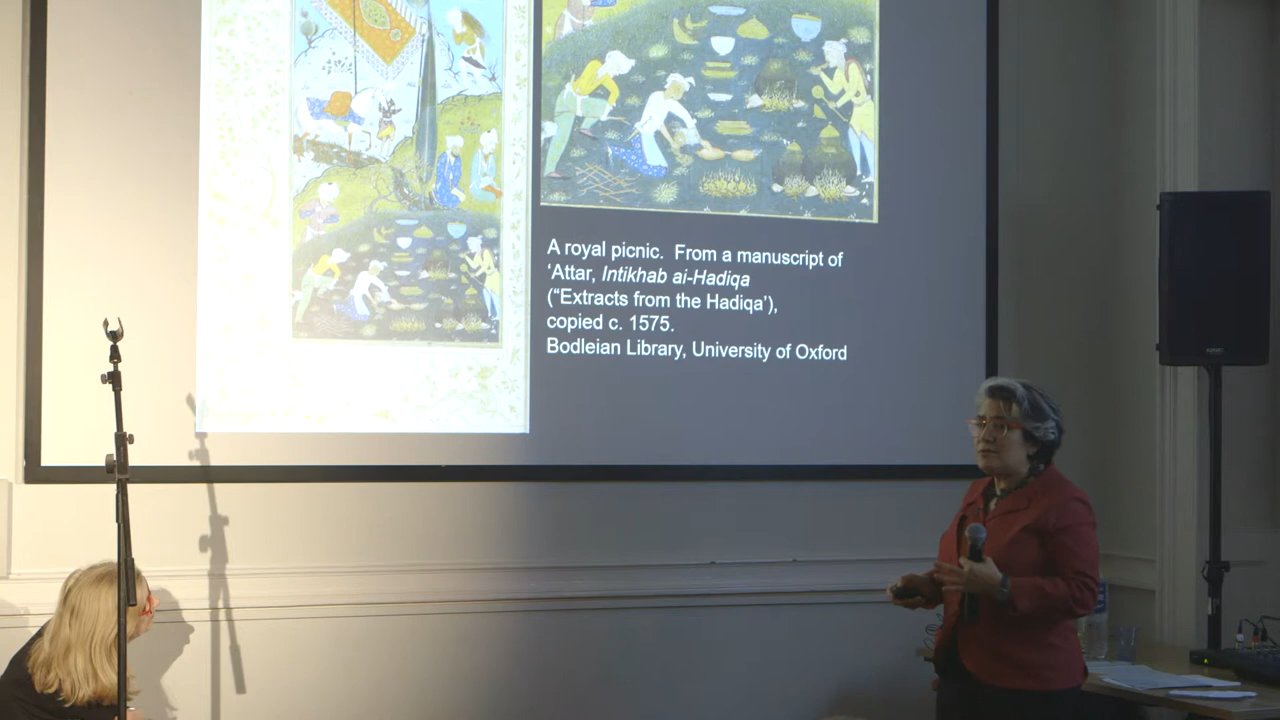 A royal picnic. From a manuscript of
‘Attar, Intikhab ai-Hadiqa
(“Extracts from the Hadiqa’),
copied c. 1575.
Bodleian Library, University of Oxford